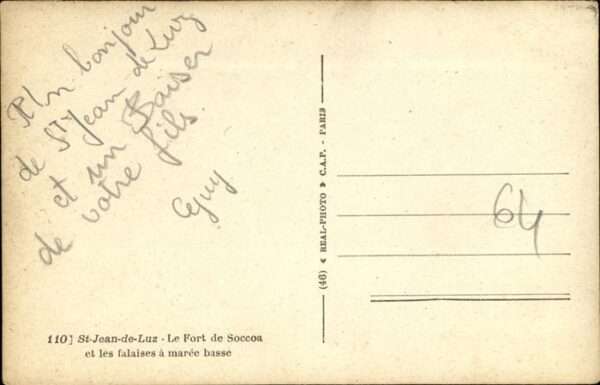 Un bonjour
de St Jean de Luz
et un Baiser
de votre fils.
Guy
(46) « REAL-PHOTO » C.A.P. - PARIS
64
110] St-Jean-de-Luz - Le Fort de Soccoa
et les falaises à marée basse